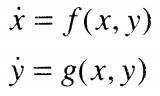 ẋ = f(x, y)
ẏ = g(x, y)